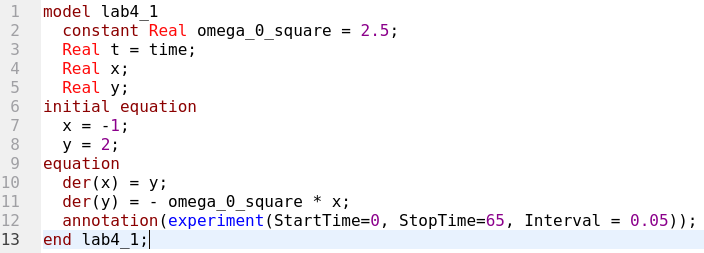 1 model lab4_1
2   constant Real omega_0_square = 2.5;
3   Real t = time;
4   Real x;
5   Real y;
6 initial equation
7   x = -1;
8   y = 2;
9 equation
10   der(x) = y;
11   der(y) = - omega_0_square * x;
12   annotation(experiment(StartTime=0, StopTime=65, Interval = 0.05));
13 end lab4_1;